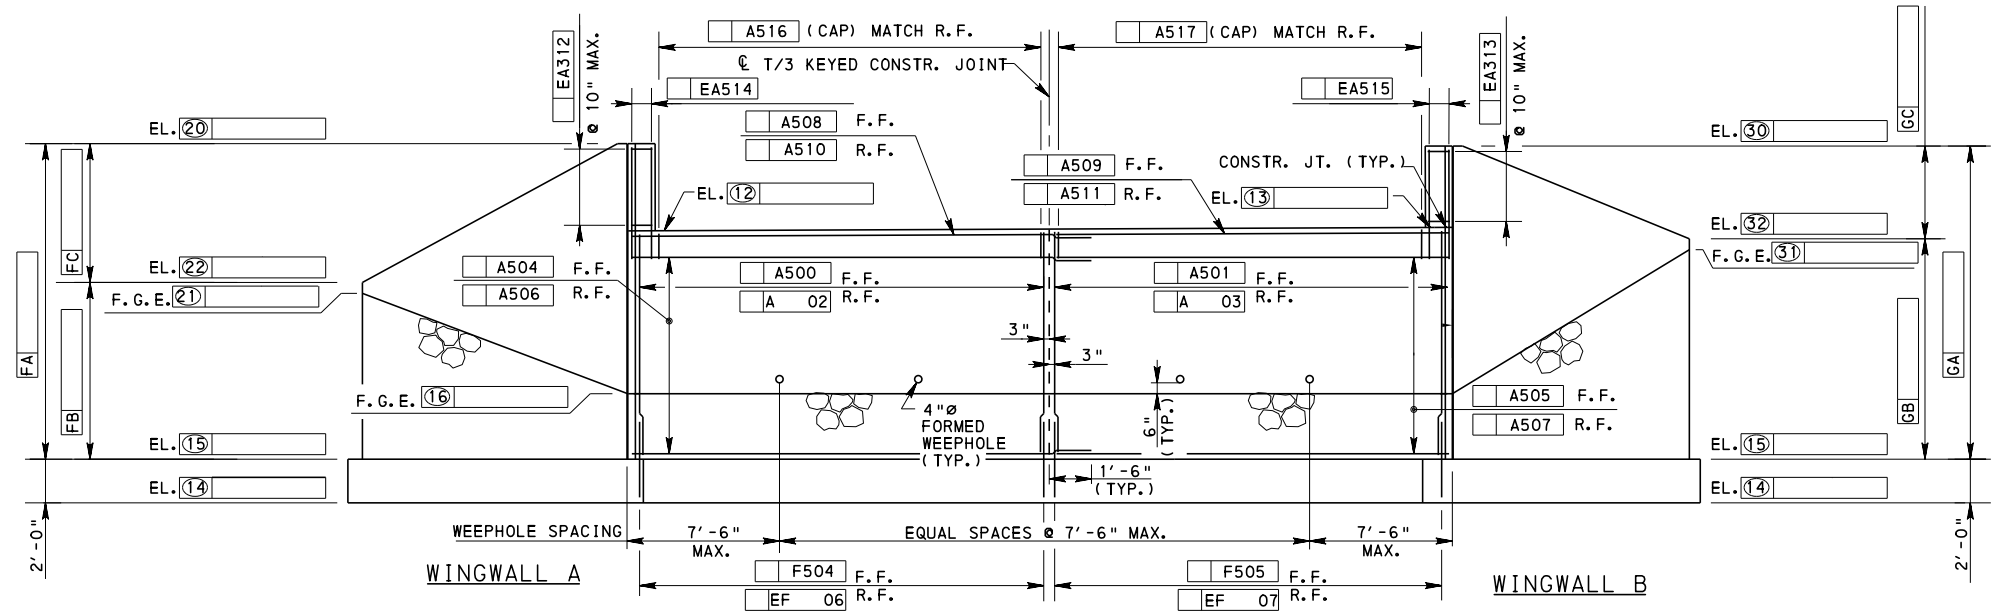 A516 (CAP) MATCH R.F.
A517 (CAP) MATCH R.F.
℄ T/3 KEYED CONSTR. JOINT
EA312
@ 10" MAX.
EA514
EA515
EA313
@ 10" MAX.
GC
EL. 20
A508 F.F.
A510 R.F.
EL. 30
FC
A509 F.F.
A511 R.F.
CONSTR. JT. (TYP.)
EL. 12
EL. 13
EL. 32
F.G.E. 31
EL. 22
F.G.E. 21
A504 F.F.
A506 R.F.
A500 F.F.
A 02 R.F.
A501 F.F.
A 03 R.F.
FA
FB
GA
GB
3"
3"
F.G.E. 16
4"Ø
FORMED
WEEPHOLE
(TYP.)
6"
(TYP.)
A505 F.F.
A507 R.F.
EL. 15
EL. 15
EL. 14
1'-6"
(TYP.)
EL. 14
2'-0"
WEEPHOLE SPACING
7'-6"
MAX.
EQUAL SPACES @ 7'-6" MAX.
7'-6"
MAX.
2'-0"
WINGWALL A
F504 F.F.
EF 06 R.F.
F505 F.F.
EF 07 R.F.
WINGWALL B